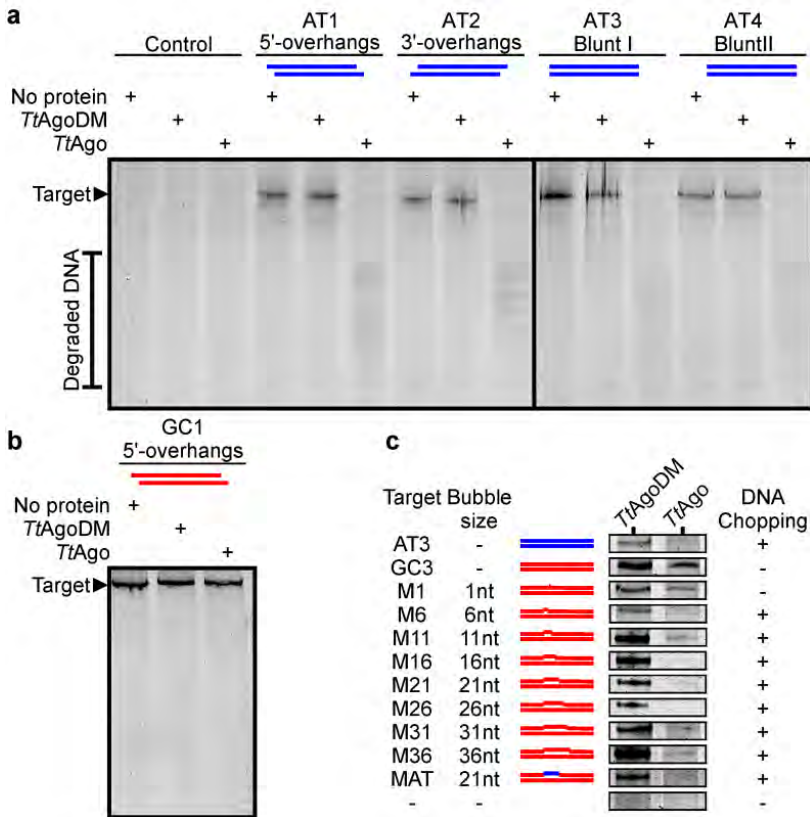 a
Control
AT1
5'-overhangs
AT2
3'-overhangs
AT3
Blunt I
AT4
BluntII
No protein + + + + +
TtAgoDM + + + + +
TtAgo + + + + +
Target
Degraded DNA
b
GC1
5'-overhangs
No protein +
TtAgoDM +
TtAgo +
Target
c
Target Bubble size TtAgoDM TtAgo DNA Chopping
AT3 - +
GC3 - -
M1 1nt -
M6 6nt +
M11 11nt +
M16 16nt +
M21 21nt +
M26 26nt +
M31 31nt +
M36 36nt +
MAT 21nt +
- - -